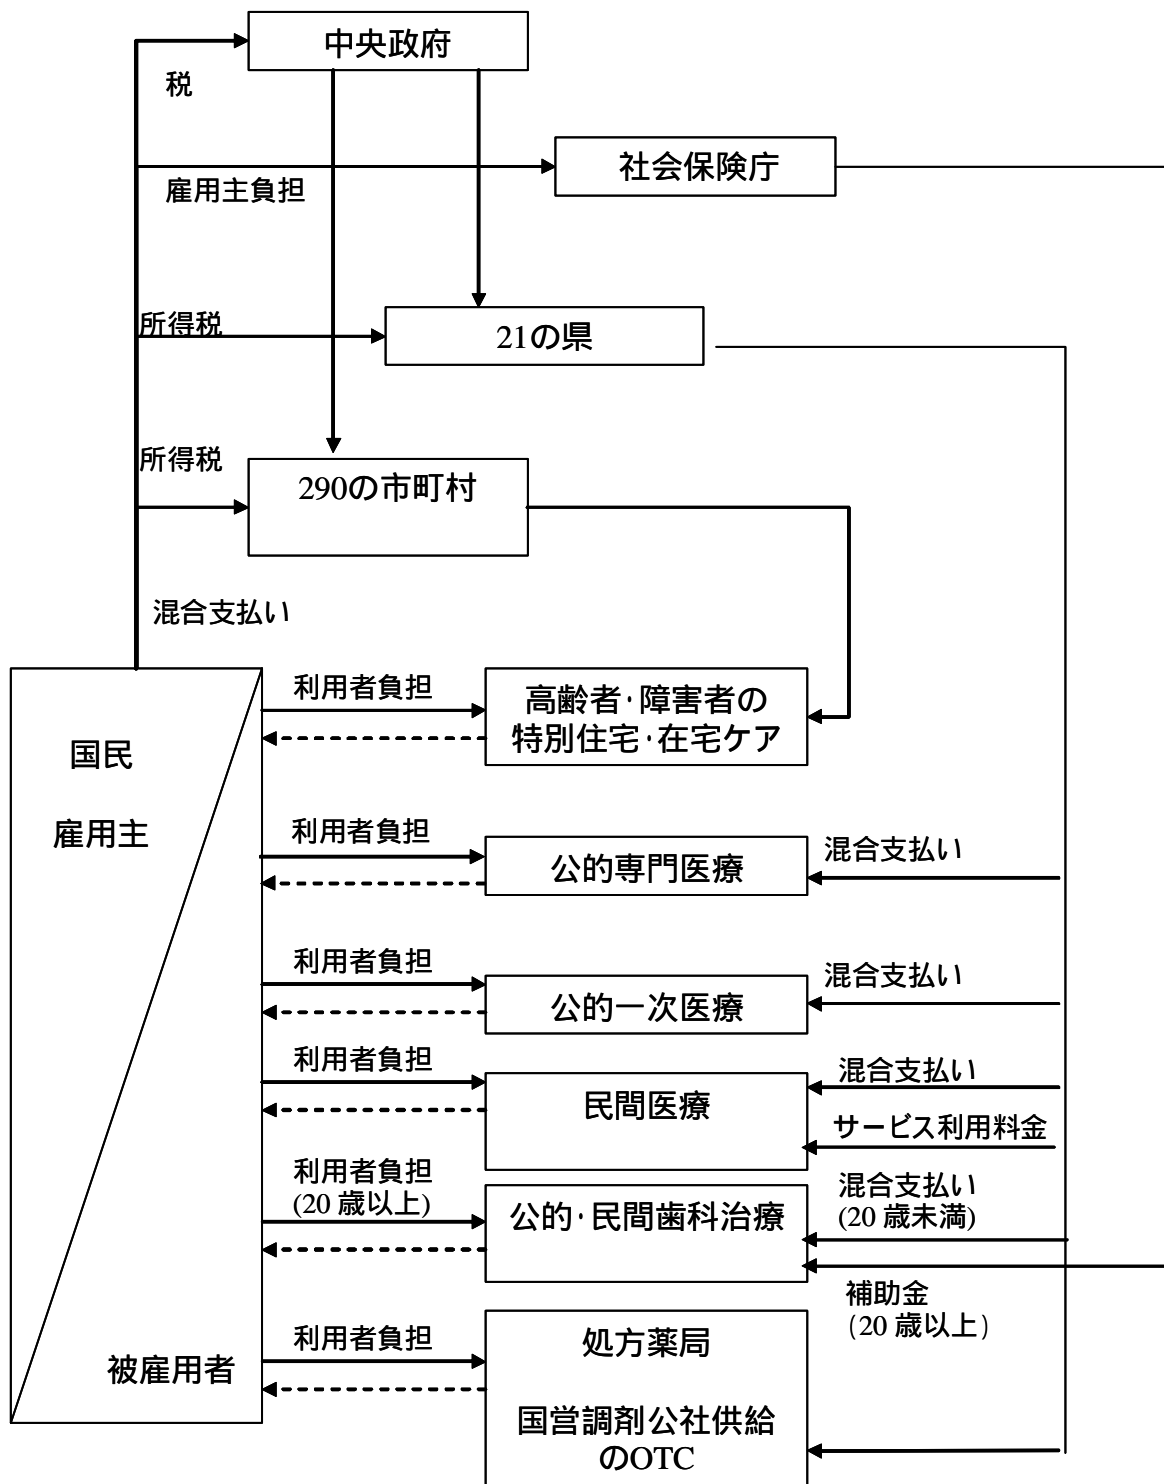 中央政府
税
社会保険庁
雇用主負担
所得税
21の県
所得税
290の市町村
混合支払い
利用者負担
高齢者･障害者の
特別住宅･在宅ケア
国民
雇用主
利用者負担
公的専門医療
混合支払い
利用者負担
公的一次医療
混合支払い
利用者負担
民間医療
混合支払い
サービス利用料金
利用者負担
(20 歳以上)
公的･民間歯科治療
混合支払い
(20 歳未満)
補助金
(20 歳以上)
利用者負担
処方薬局
被雇用者
国営調剤公社供給
のOTC